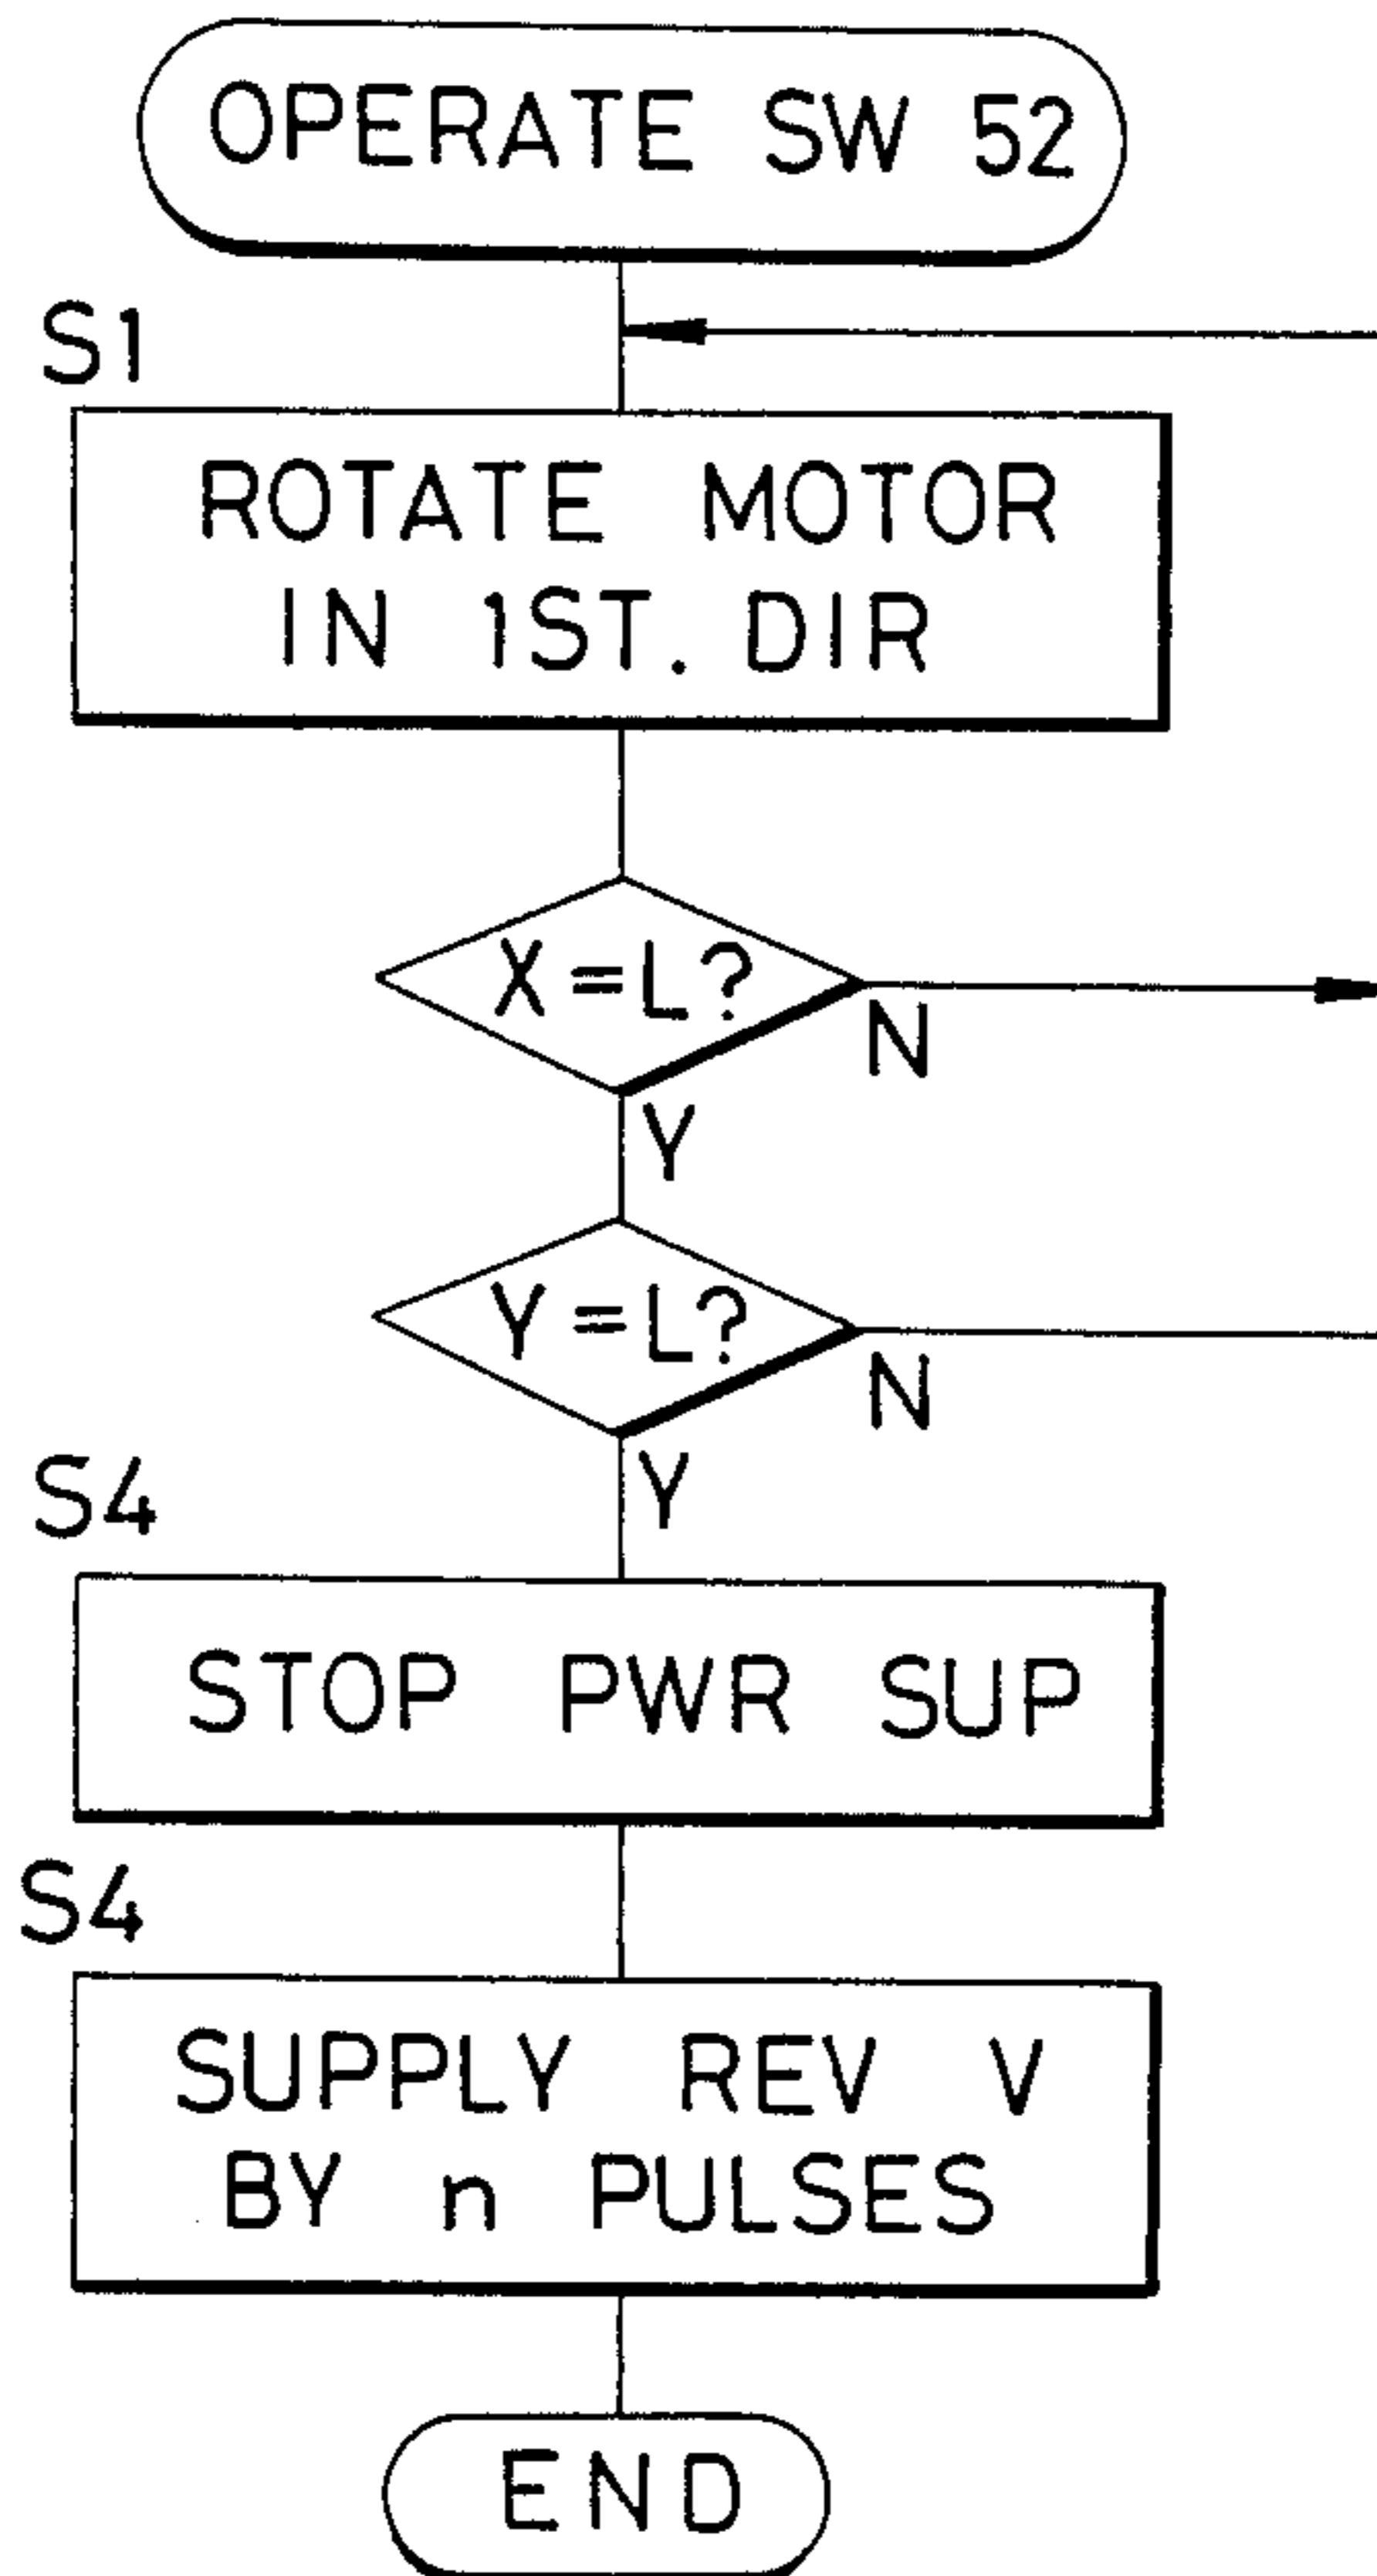 OPERATE SW 52
S1
ROTATE MOTOR
IN 1ST. DIR
X=L?
N
Y
Y=L?
N
Y
S4
STOP PWR SUP
S4
SUPPLY REV V
BY n PULSES
END